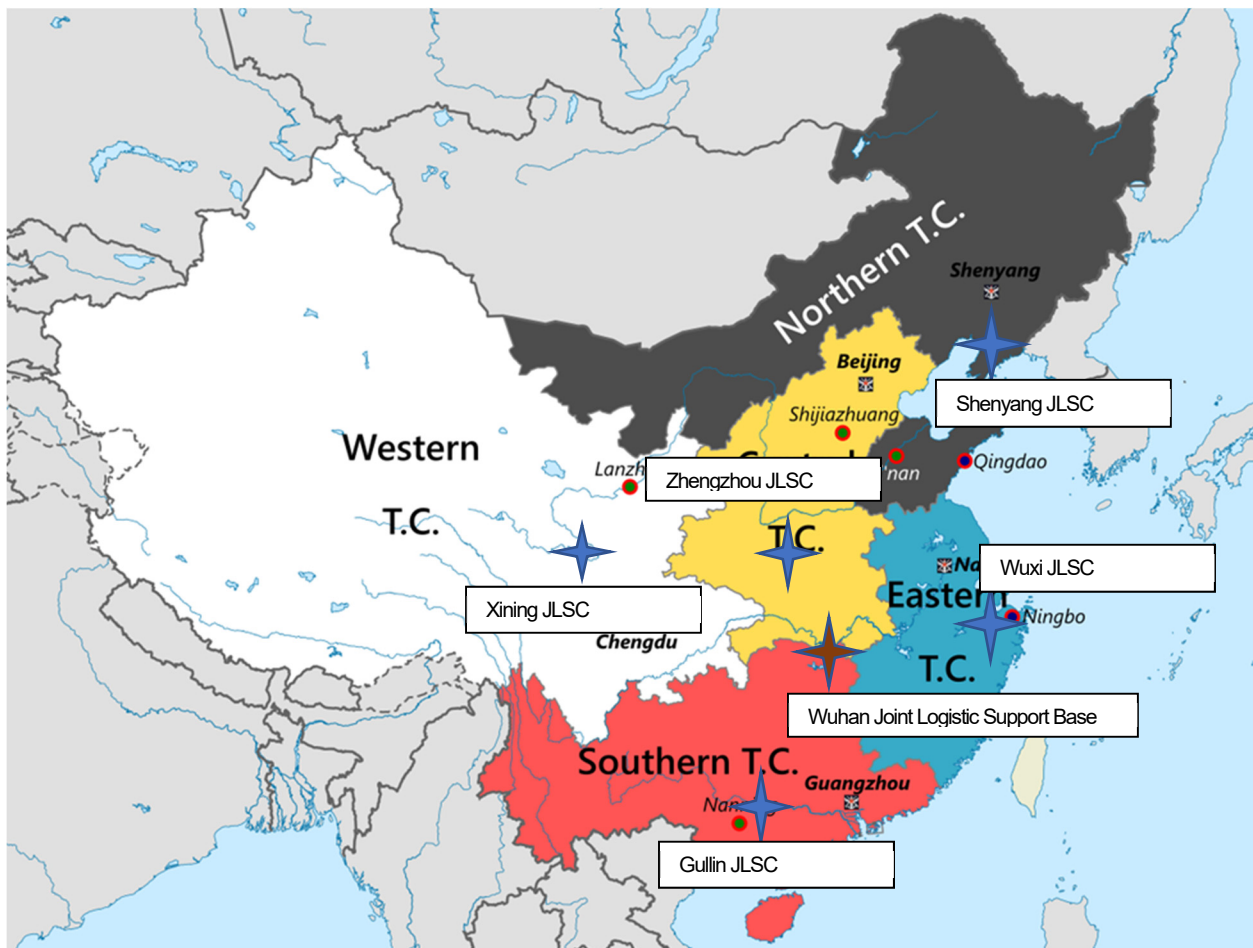 Northern T.C.
Shenyang
Beijing
Shenyang JLSC
Shijiazhuang
Western
T.C.
Zhengzhou JLSC
Qingdao
T.C.
Wuxi JLSC
Xining JLSC
Eastern
Ningbo
Chengdu
T.C.
Wuhan Joint Logistic Support Base
Southern T.C.
Guangzhou
Gullin JLSC